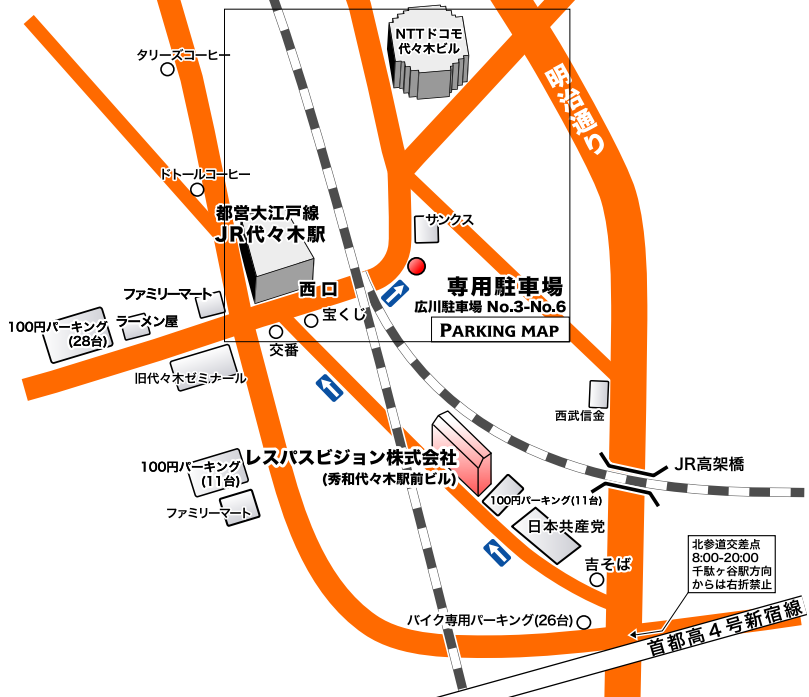 NTTドコモ
代々木ビル
タリーズコーヒー
明治通り
ドトールコーヒー
都営大江戸線
JR代々木駅
サンクス
専用駐車場
広川駐車場 No.3-No.6
PARKING MAP
西口
ファミリーマート
宝くじ
100円パーキング
(28台)
ラーメン屋
交番
旧代々木ゼミナール
西武信金
レスパスビジョン株式会社
(秀和代々木駅前ビル)
100円パーキング
(11台)
JR高架橋
100円パーキング(11台)
ファミリーマート
日本共産党
吉そば
北参道交差点
8:00-20:00
千駄ヶ谷駅方向
からは右折禁止
バイク専用パーキング(26台)
首都高4号新宿線